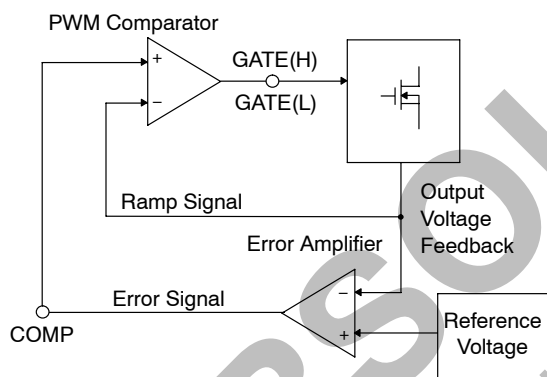 PWM Comparator
+
−
GATE(H)
GATE(L)
Ramp Signal
Output
Voltage
Feedback
Error Amplifier
Error Signal
−
+
COMP
Reference
Voltage